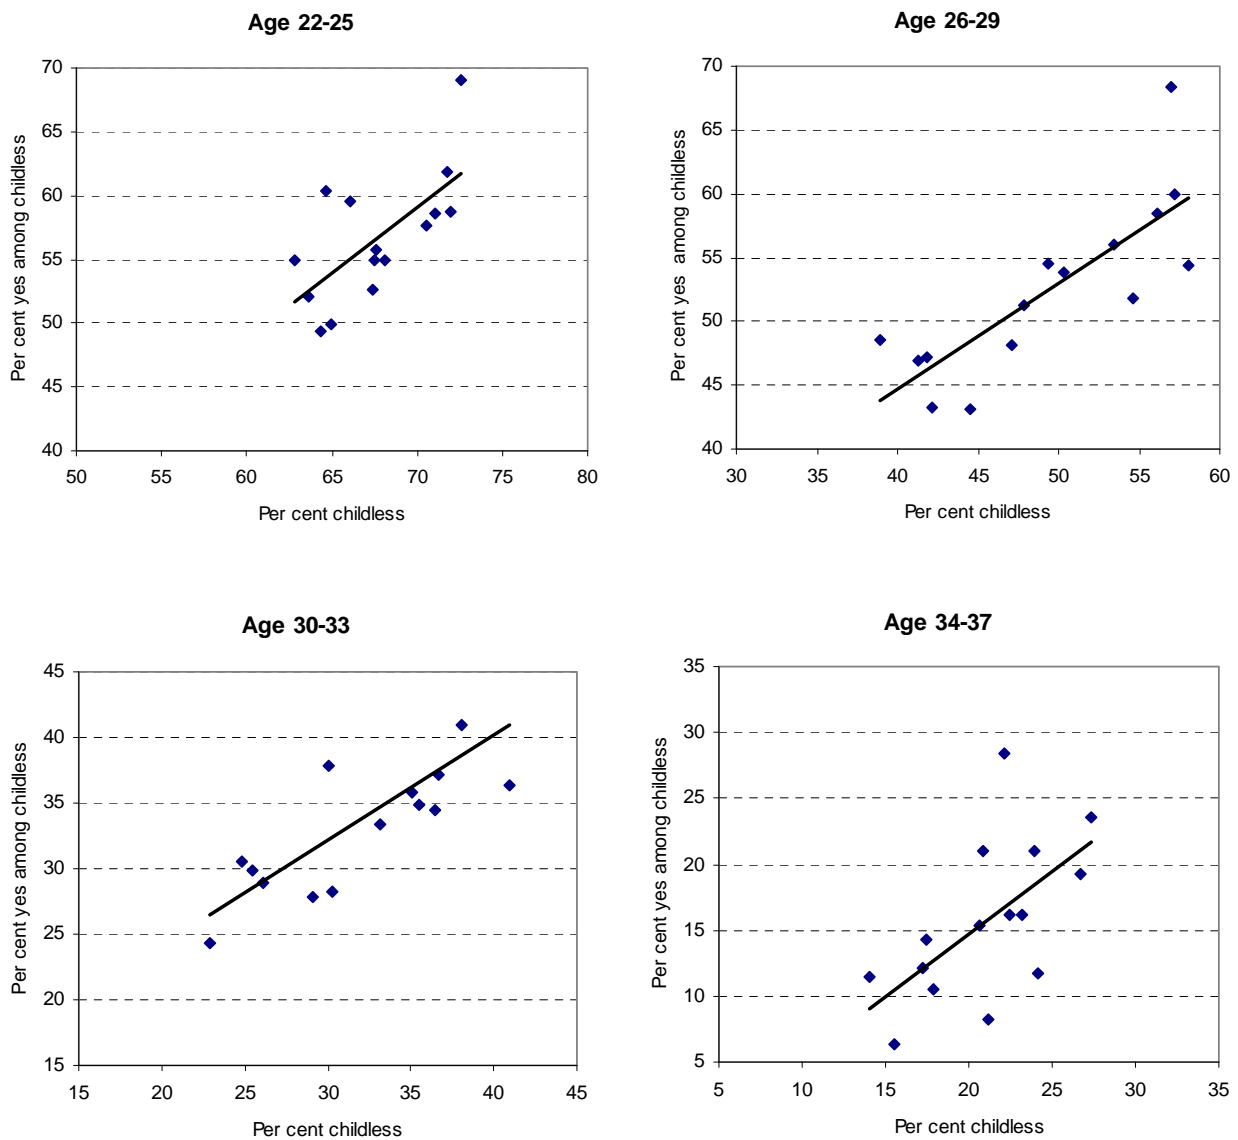 Age 22-25
Per cent yes among childless
70
65
60
55
50
45
40
50 55 60 65 70 75 80
Per cent childless
Age 26-29
Per cent yes among childless
70
65
60
55
50
45
40
30 35 40 45 50 55 60
Per cent childless
Age 30-33
Per cent yes among childless
45
40
35
30
25
20
15
15 20 25 30 35 40 45
Per cent childless
Age 34-37
Per cent yes among childless
35
30
25
20
15
10
5
5 10 15 20 25 30 35
Per cent childless